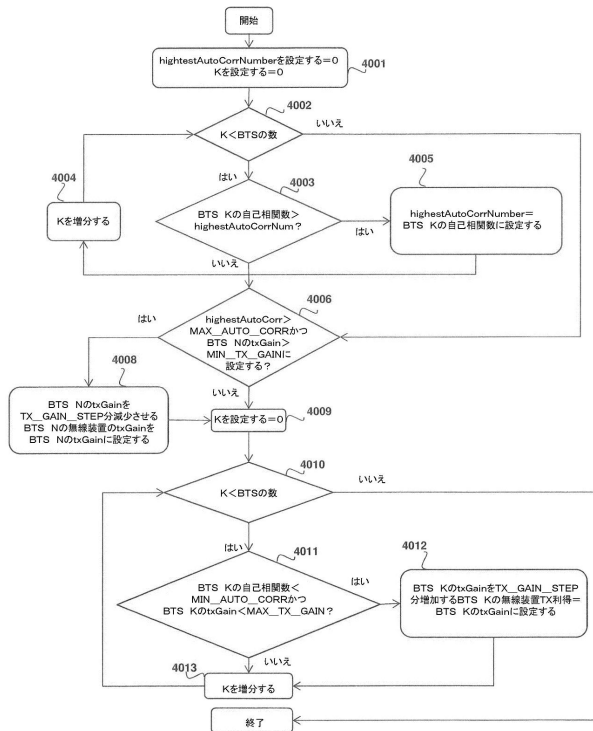 開始
hightestAutoCorrNumberを設定する＝0
Kを設定する＝0
4001
4002
K＜BTSの数
いいえ
はい
4003
4004
Kを増分する
BTS Kの自己相関数＞
highestAutoCorrNum？
はい
いいえ
4005
highestAutoCorrNumber＝
BTS Kの自己相関数に設定する
4006
highestAutoCorr＞
MAX＿AUTO＿CORRかつ
BTS NのtxGain＞
MIN＿TX＿GAINに
設定する？
はい
いいえ
4008
BTS NのtxGainを
TX＿GAIN＿STEP分減少させる
BTS Nの無線装置のtxGainを
BTS NのtxGainに設定する
Kを設定する＝0
4009
4010
K＜BTSの数
いいえ
はい
4011
BTS Kの自己相関数＜
MIN＿AUTO＿CORRかつ
BTS KのtxGain＜MAX＿TX＿GAIN？
はい
いいえ
4012
BTS KのtxGainをTX＿GAIN＿STEP
分増加するBTS Kの無線装置TX利得＝
BTS KのtxGainに設定する
4013
Kを増分する
終了